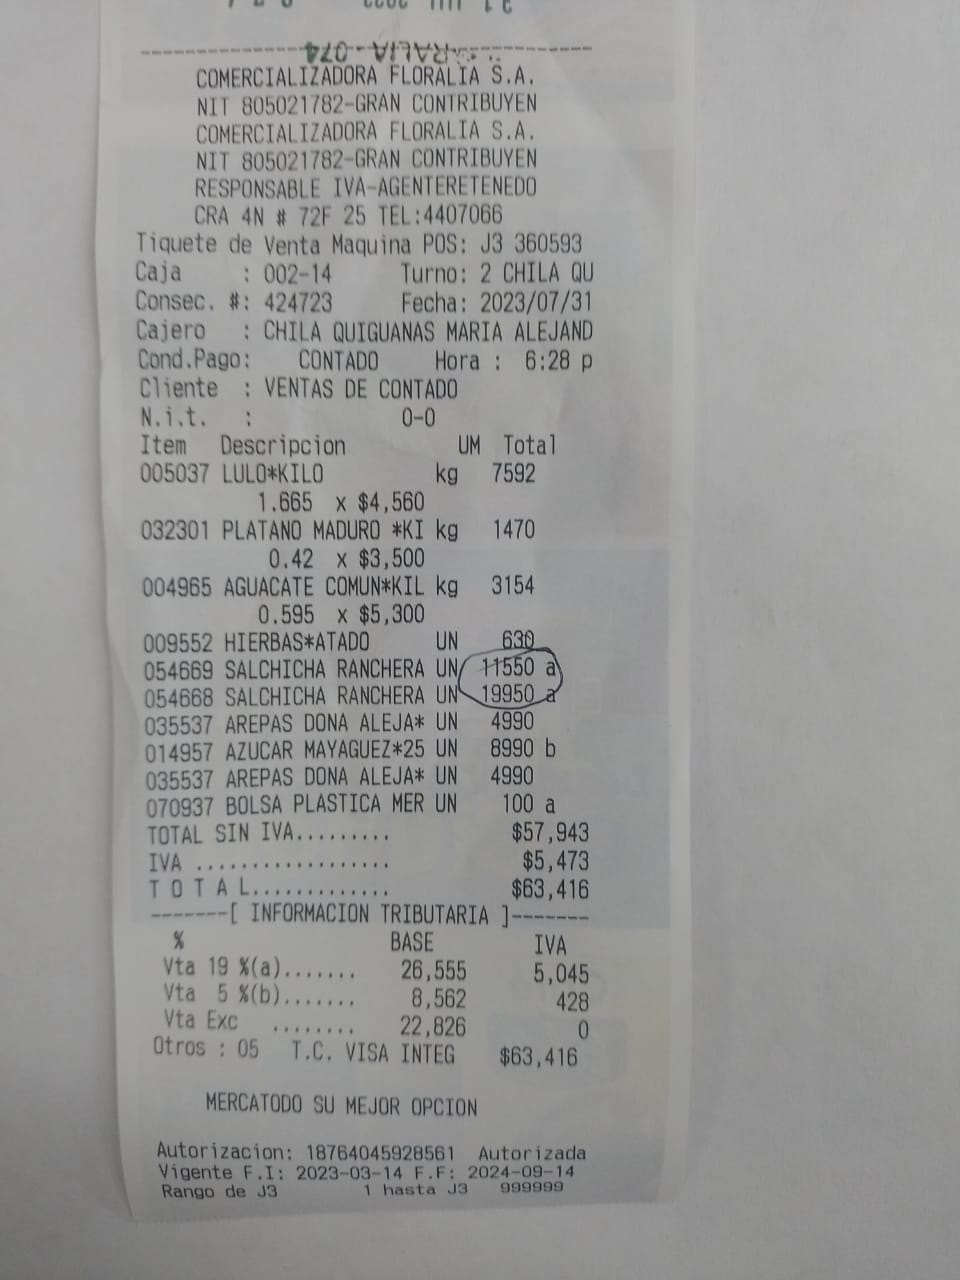 COMERCIALIZADORA FLORALIA S.A.
NIT 805021782-GRAN CONTRIBUYEN
COMERCIALIZADORA FLORALIA S.A.
NIT 805021782-GRAN CONTRIBUYEN
RESPONSABLE IVA-AGENTERETENEDO
CRA 4N # 72F 25 TEL:4407066
Tiquete de Venta Maquina POS: J3 360593
Caja : 002-14 Turno: 2 CHILA QU
Consec. #: 424723 Fecha: 2023/07/31
Cajero : CHILA QUIGUANAS MARIA ALEJAND
Cond.Pago: CONTADO Hora : 6:28 p
Cliente : VENTAS DE CONTADO
N.i.t. : 0-0
Item Descripcion UM Total
005037 LULO*KILO kg 7592
1.665 x $4,560
032301 PLATANO MADURO *KI kg 1470
0.42 x $3,500
004965 AGUACATE COMUN*KIL kg 3154
0.595 x $5,300
009552 HIERBAS*ATADO UN 630
054669 SALCHICHA RANCHERA UN 11550 a
054668 SALCHICHA RANCHERA UN 19950 a
035537 AREPAS DONA ALEJA* UN 4990
014957 AZUCAR MAYAGUEZ*25 UN 8990 b
035537 AREPAS DONA ALEJA* UN 4990
070937 BOLSA PLASTICA MER UN 100 a
TOTAL SIN IVA......... $57,943
IVA ................. $5,473
T O T A L............ $63,416
-------[ INFORMACION TRIBUTARIA ]-------
% BASE IVA
Vta 19 %(a)....... 26,555 5,045
Vta 5 %(b)....... 8,562 428
Vta Exc ........ 22,826 0
Otros : 05 T.C. VISA INTEG $63,416
MERCATODO SU MEJOR OPCION
Autorizacion: 18764045928561 Autorizada
Vigente F.I: 2023-03-14 F.F: 2024-09-14
Rango de J3 1 hasta J3 999999